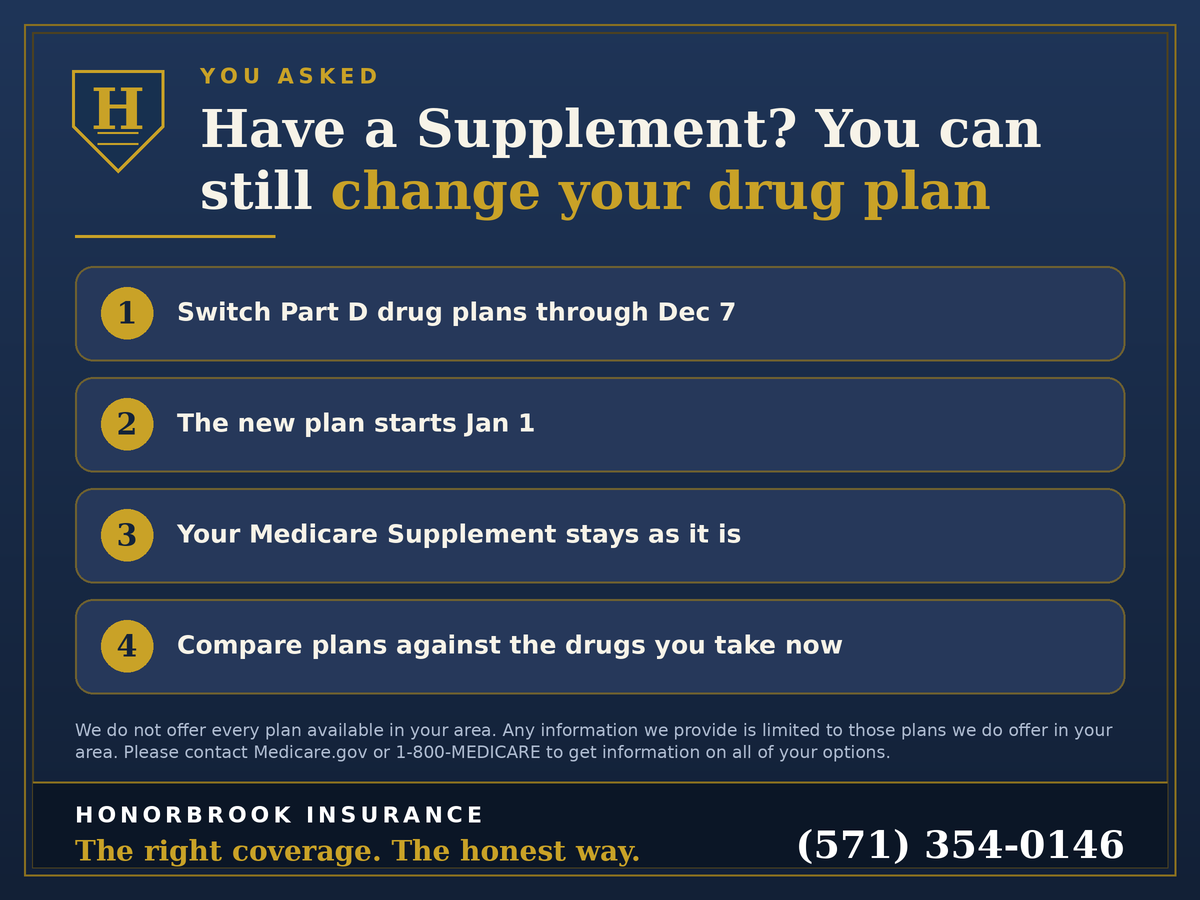 H
YOU ASKED
Have a Supplement? You can
still change your drug plan
1
Switch Part D drug plans through Dec 7
2
The new plan starts Jan 1
3
Your Medicare Supplement stays as it is
4
Compare plans against the drugs you take now
We do not offer every plan available in your area. Any information we provide is limited to those plans we do offer in your
area. Please contact Medicare.gov or 1-800-MEDICARE to get information on all of your options.
HONORBROOK INSURANCE
The right coverage. The honest way.
(571) 354-0146